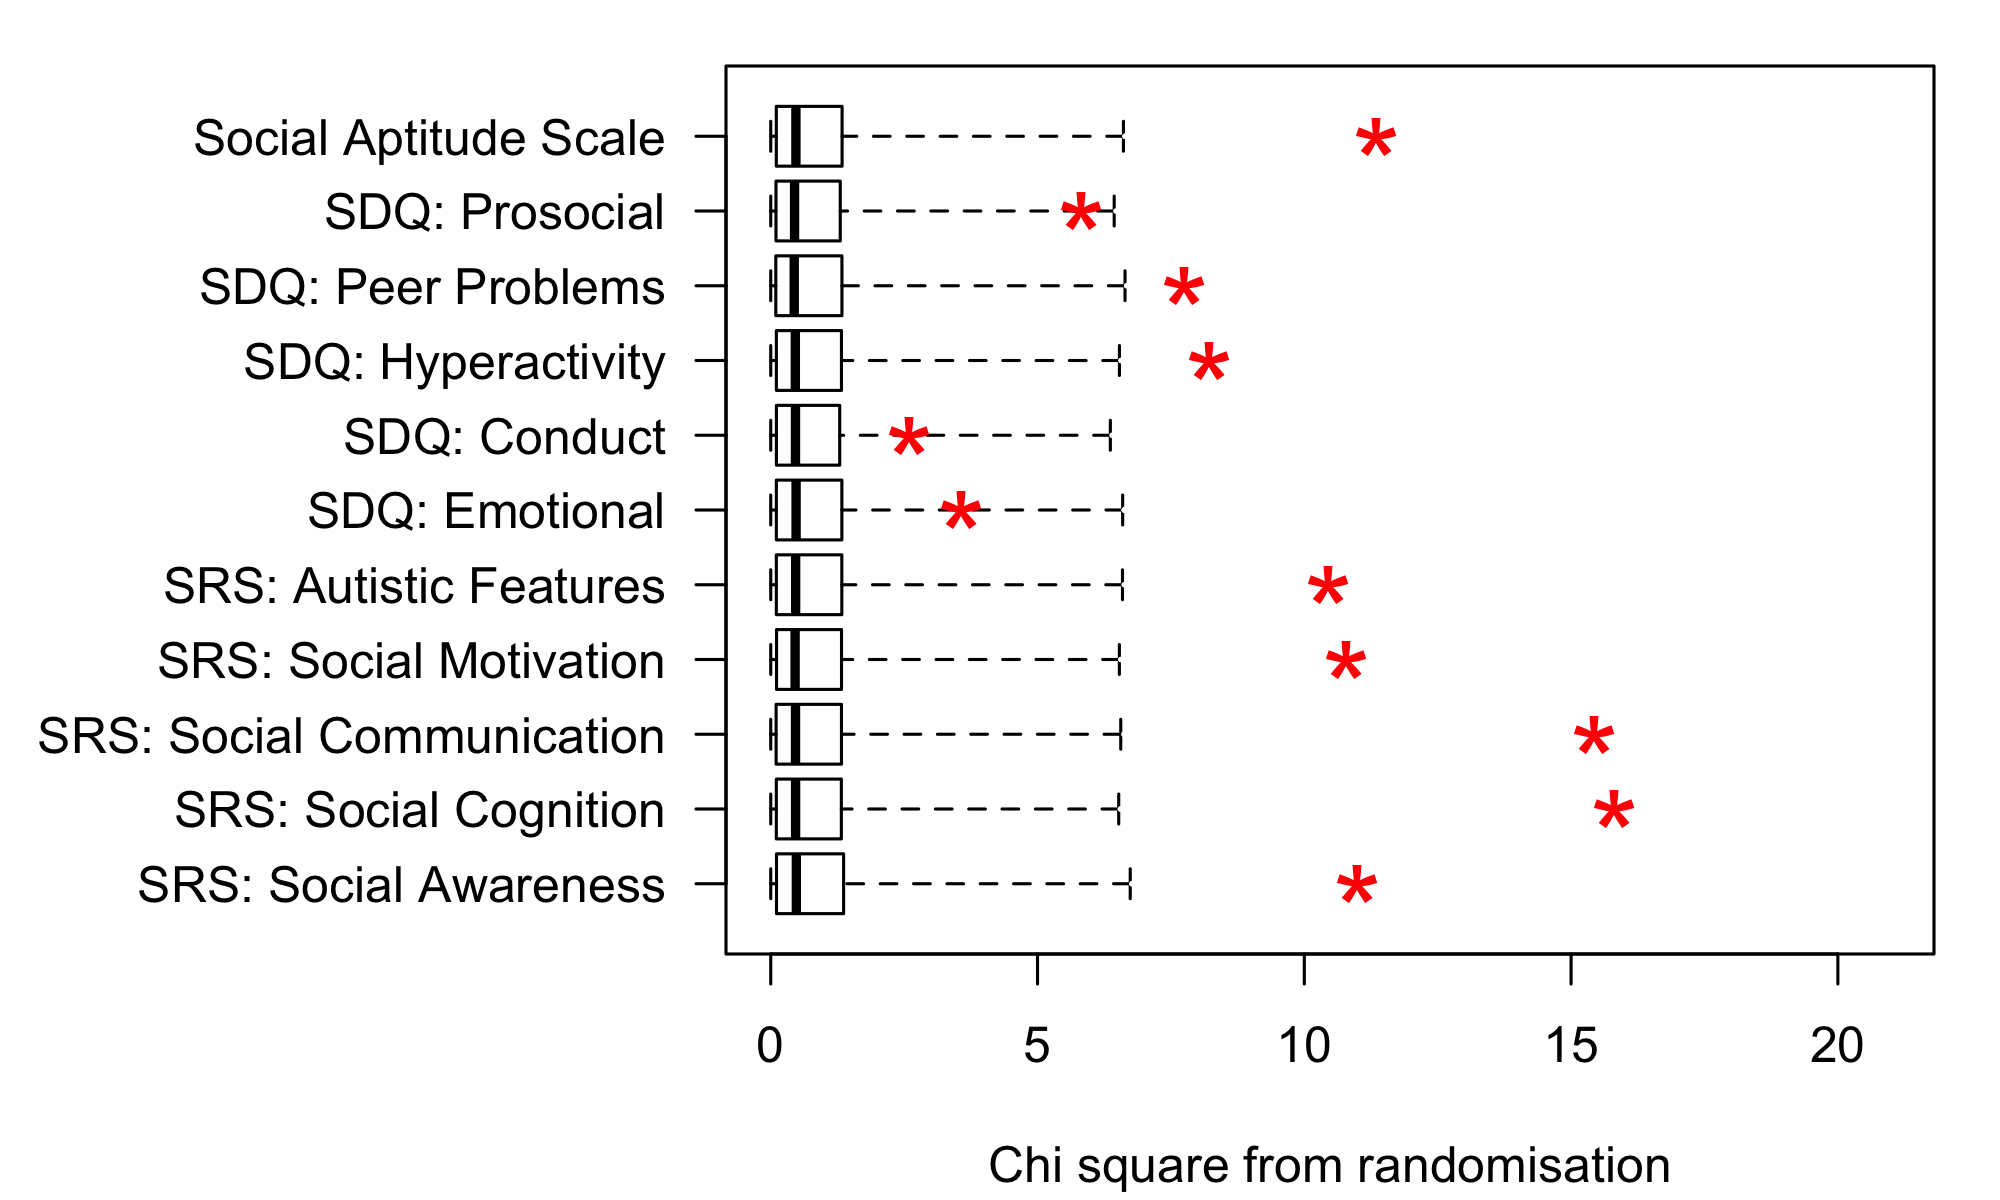 Social Aptitude Scale
SDQ: Prosocial
SDQ: Peer Problems
SDQ: Hyperactivity
SDQ: Conduct
SDQ: Emotional
SRS: Autistic Features
SRS: Social Motivation
SRS: Social Communication
SRS: Social Cognition
SRS: Social Awareness
0 5 10 15 20
Chi square from randomisation